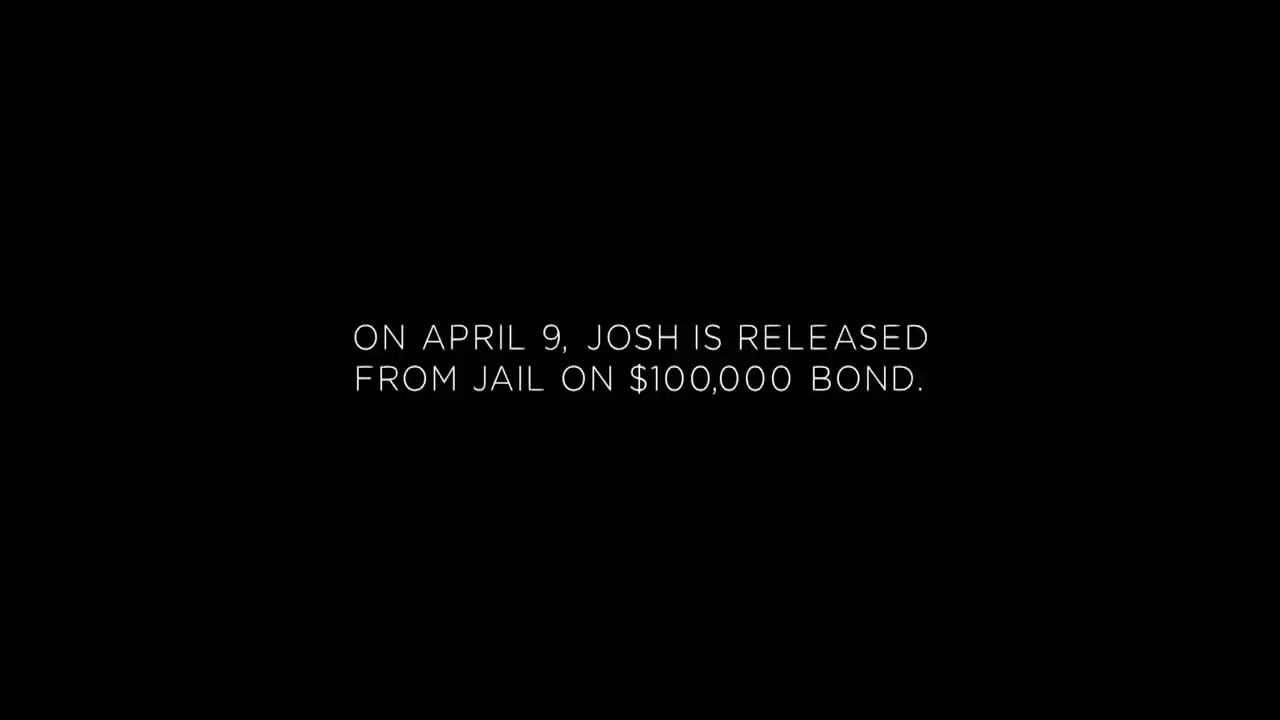 ON APRIL 9, JOSH IS RELEASED
FROM JAIL ON $100,000 BOND.